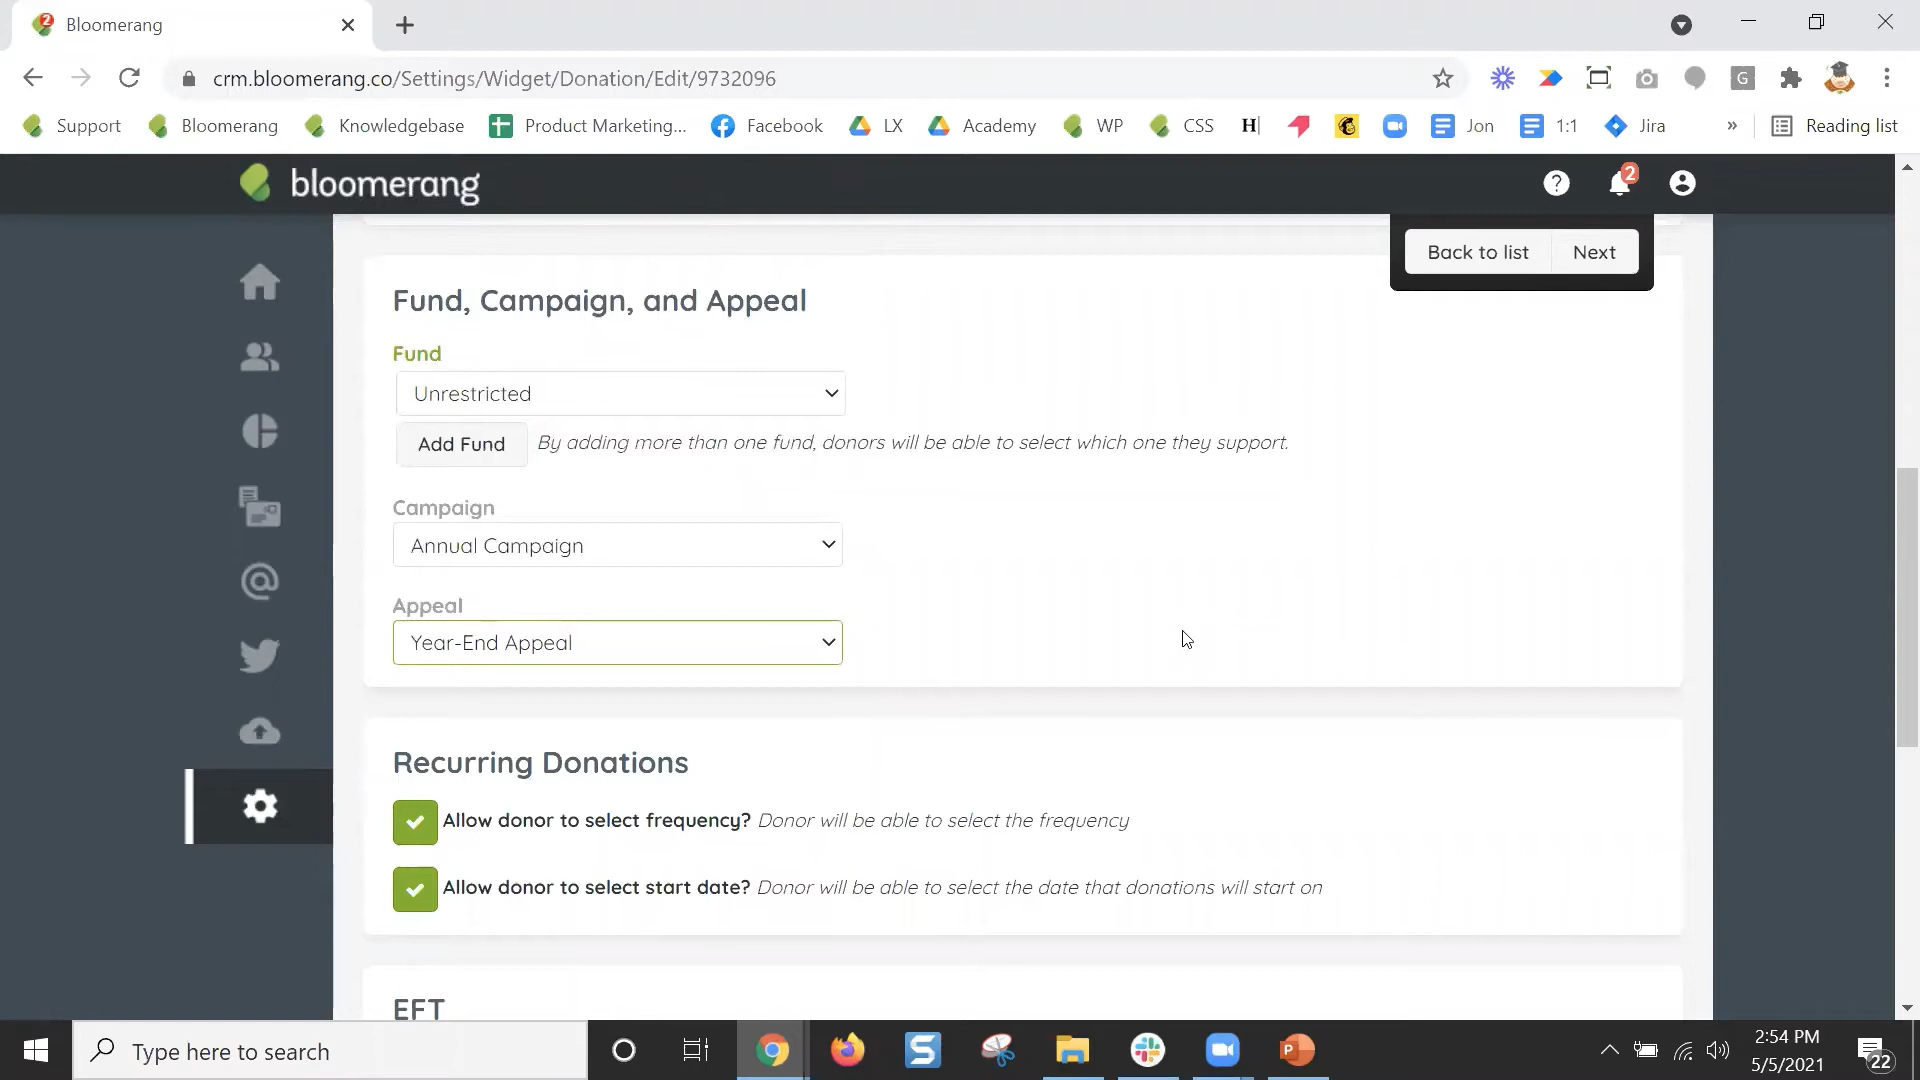 2
Bloomerang
crm.bloomerang.co/Settings/Widget/Donation/Edit/9732096
G
Support
Bloomerang
Knowledgebase
Product Marketing...
Facebook
LX
Academy
WP
CSS
H
Jon
1:1
Jira
»
Reading list
bloomerang
?
2
Back to list
Next
Fund, Campaign, and Appeal
Fund
Unrestricted
Add Fund
By adding more than one fund, donors will be able to select which one they support.
Campaign
Annual Campaign
Appeal
Year-End Appeal
Recurring Donations
Allow donor to select frequency? Donor will be able to select the frequency
Allow donor to select start date? Donor will be able to select the date that donations will start on
EFT
Type here to search
S
P
2:54 PM
5/5/2021
22